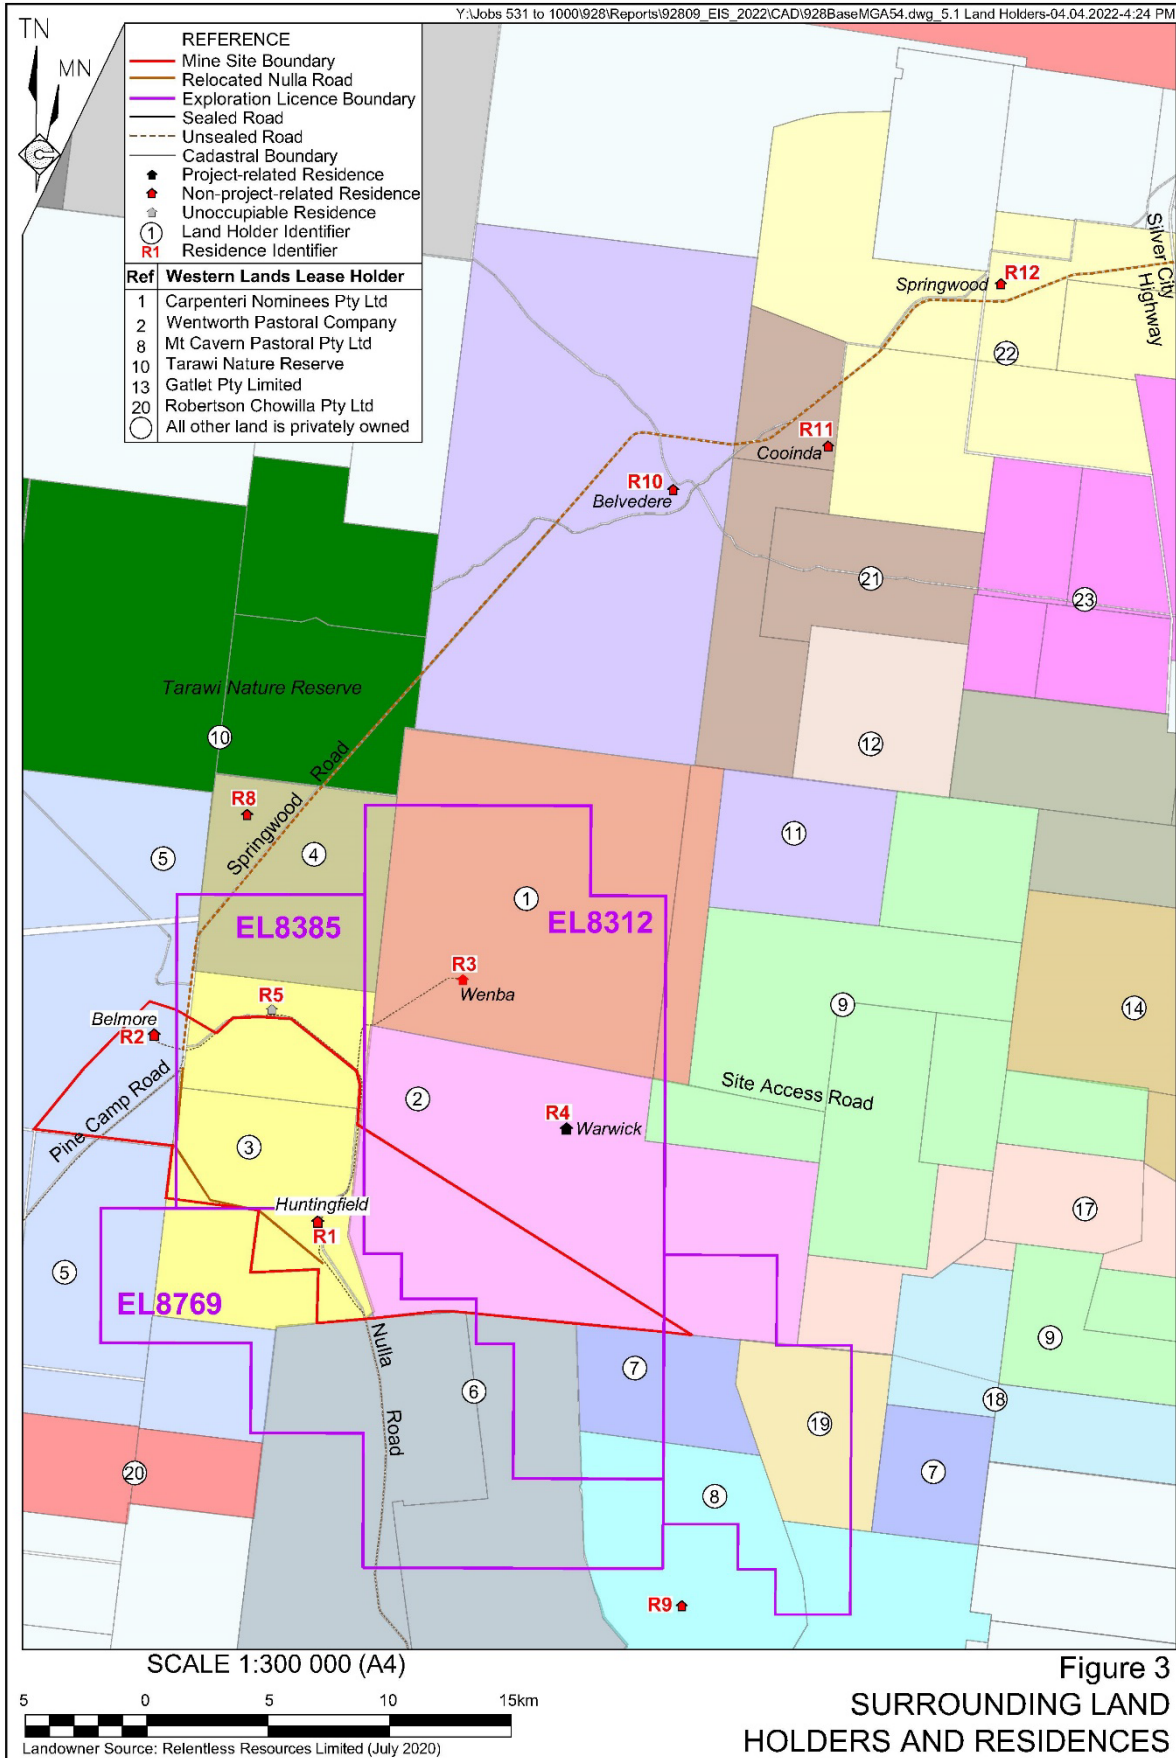 Y:\Jobs 531 to 1000\928\Reports\92809_EIS_2022\CAD\928BaseMGA54.dwg_5.1 Land Holders-04.04.2022-4:24 PM
TN
MN
REFERENCE
Mine Site Boundary
Relocated Nulla Road
Exploration Licence Boundary
Sealed Road
Unsealed Road
Cadastral Boundary
Project-related Residence
Non-project-related Residence
Unoccupiable Residence
1 Land Holder Identifier
R1 Residence Identifier
Ref Western Lands Lease Holder
1 Carpenteri Nominees Pty Ltd
2 Wentworth Pastoral Company
8 Mt Cavern Pastoral Pty Ltd
10 Tarawi Nature Reserve
13 Gatlet Pty Limited
20 Robertson Chowilla Pty Ltd
All other land is privately owned
Silver City
Highway
Springwood
R12
22
R11
Cooinda
R10
Belvedere
21
23
Tarawi Nature Reserve
10
12
Springwood Road
R8
4
5
11
1
EL8385
EL8312
R3
Wenba
R5
9
14
Belmore
R2
Pine Camp Road
Site Access Road
2
R4
Warwick
3
Huntingfield
R1
17
5
EL8769
Nulla
Road
9
7
6
18
19
20
7
8
R9
SCALE 1:300 000 (A4)
5 0 5 10 15km
Landowner Source: Relentless Resources Limited (July 2020)
Figure 3
SURROUNDING LAND
HOLDERS AND RESIDENCES